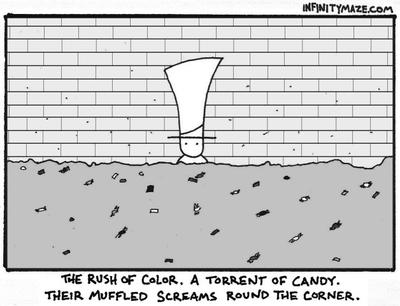 INFINITYMAZE.COM
THE RUSH OF COLOR. A TORRENT OF CANDY.
THEIR MUFFLED SCREAMS ROUND THE CORNER.